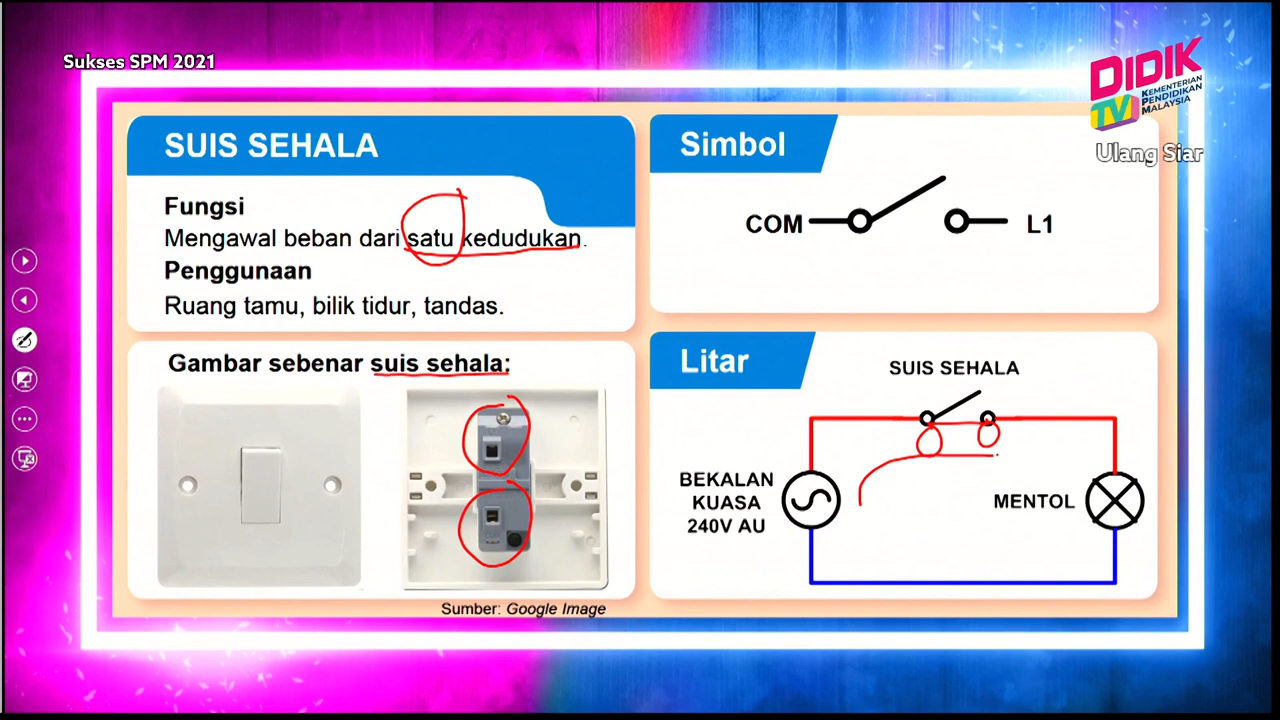 Sukses SPM 2021
DIDIK
TV
KEMENTERIAN
PENDIDIKAN
MALAYSIA
Ulang Siar
SUIS SEHALA
Fungsi
Mengawal beban dari satu kedudukan.
Penggunaan
Ruang tamu, bilik tidur, tandas.
Simbol
COM
L1
Gambar sebenar suis sehala:
Sumber: Google Image
Litar
SUIS SEHALA
BEKALAN
KUASA
240V AU
MENTOL